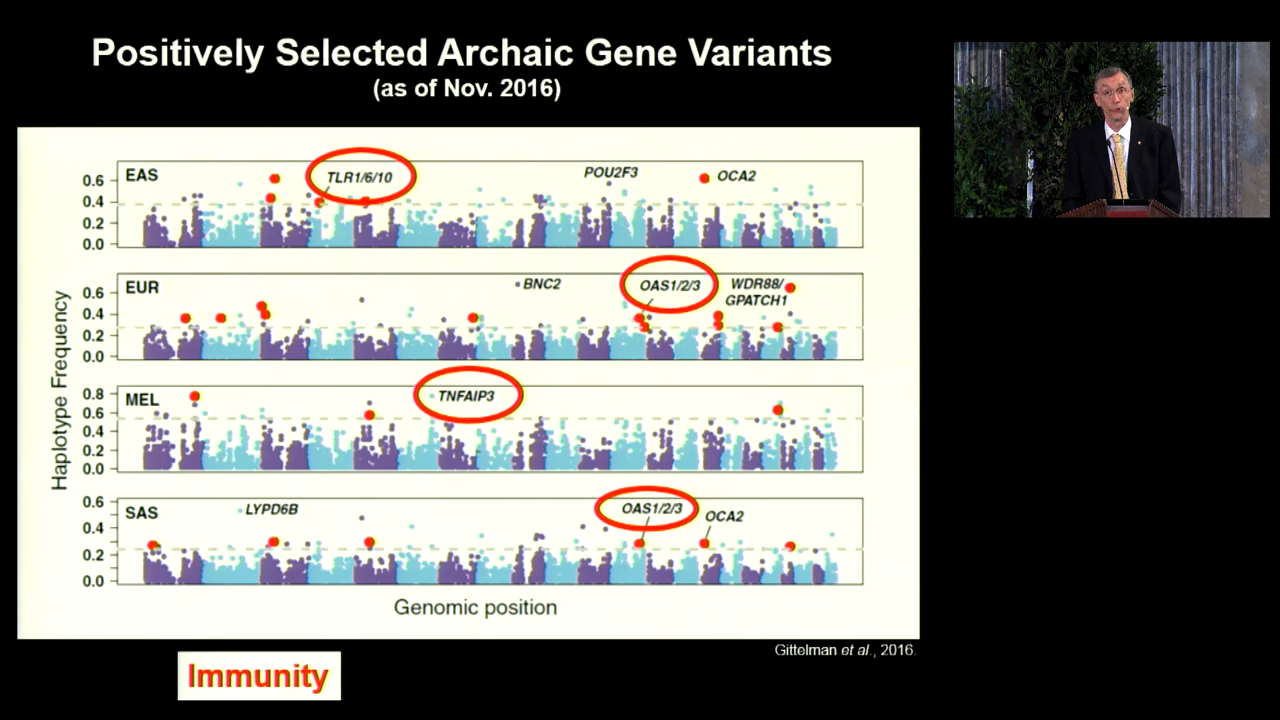 Positively Selected Archaic Gene Variants
(as of Nov. 2016)
Haplotype Frequency
EAS
0.6
0.4
0.2
0.0
TLR1/6/10
POU2F3
OCA2
EUR
0.6
0.4
0.2
0.0
BNC2
OAS1/2/3
WDR88/
GPATCH1
MEL
0.8
0.6
0.4
0.2
0.0
TNFAIP3
SAS
0.6
0.4
0.2
0.0
LYPD6B
OAS1/2/3
OCA2
Genomic position
Gittelman et al., 2016.
Immunity